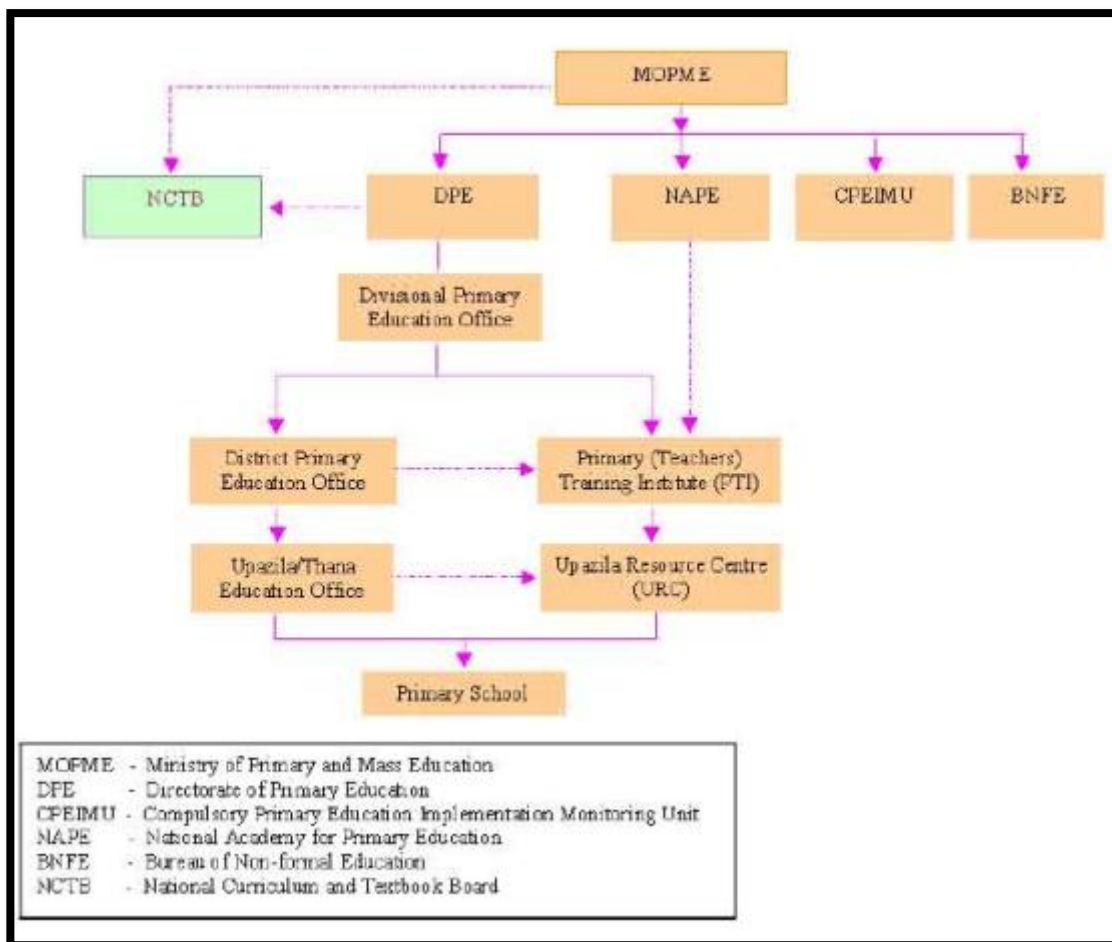 MOPME
NCTB
DPE
NAPE
CPEIMU
BNFE
Divisional Primary
Education Office
District Primary
Education Office
Primary (Teachers)
Training Institute (PTI)
Upazila/Thana
Education Office
Upazila Resource Centre
(URC)
Primary School
MOPME - Ministry of Primary and Mass Education
DPE - Directorate of Primary Education
CPEIMU - Compulsory Primary Education Implementation Monitoring Unit
NAPE - National Academy for Primary Education
BNFE - Bureau of Non-formal Education
NCTB - National Curriculum and Textbook Board